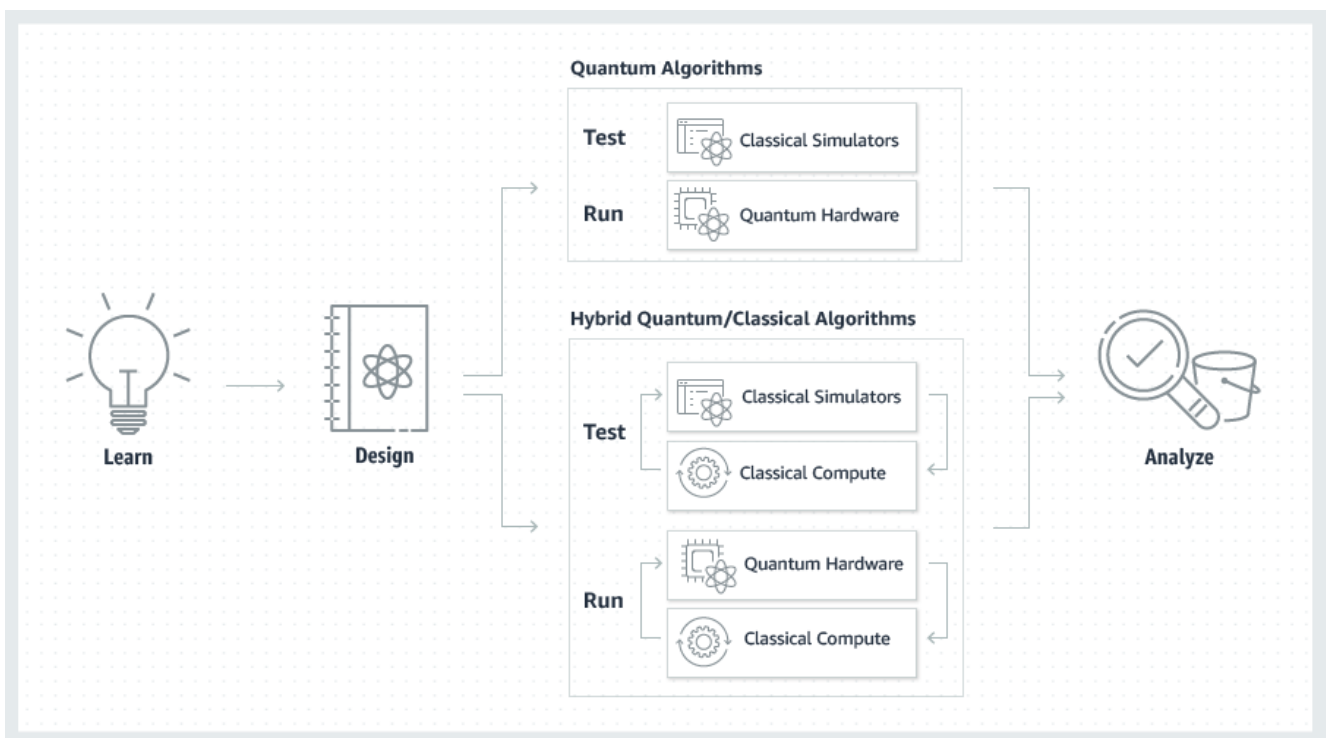 Quantum Algorithms
Test
Classical Simulators
Run
Quantum Hardware
Hybrid Quantum/Classical Algorithms
Test
Classical Simulators
Classical Compute
Run
Quantum Hardware
Classical Compute
Learn
Design
Analyze